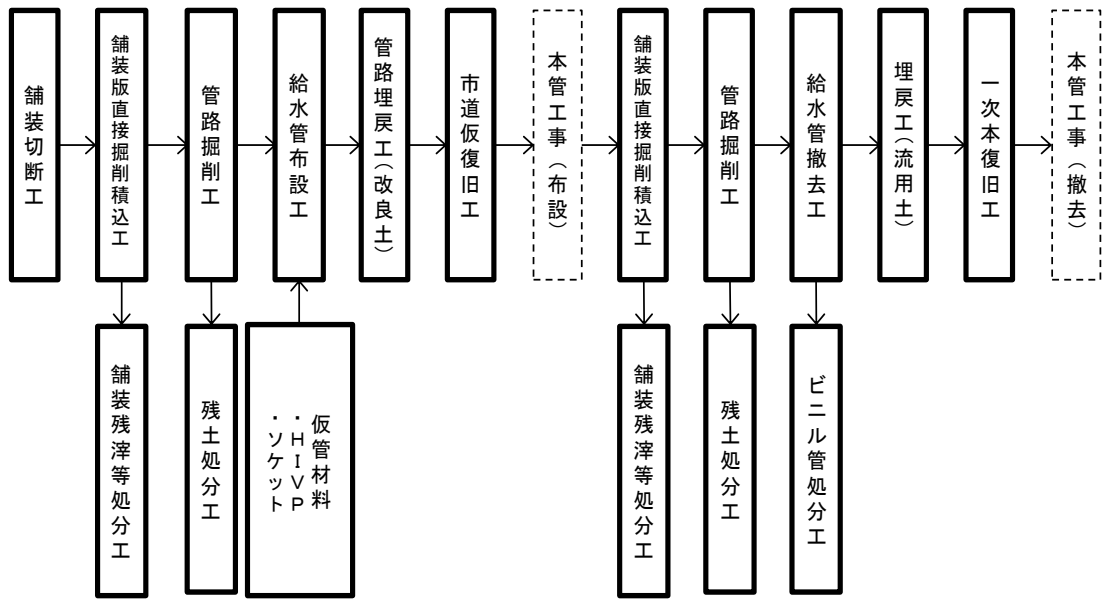 舗装切断工
舗装版直接掘削積込工
管路掘削工
給水管布設工
管路埋戻工（改良土）
市道仮復旧工
本管工事（布設）
舗装版直接掘削積込工
管路掘削工
給水管撤去工
埋戻工（流用土）
一次本復旧工
本管工事（撤去）
舗装残滓等処分工
残土処分工
仮管材料
・ＨＩＶＰ
・ソケット
舗装残滓等処分工
残土処分工
ビニル管処分工